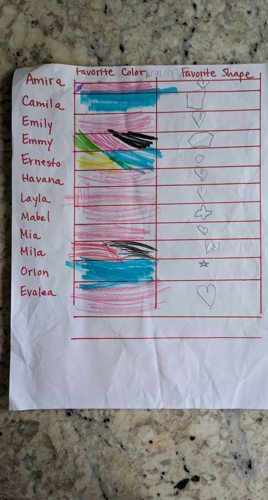 Favorite Color Favorite Shape
Amira
Camila
Emily
Emmy
Ernesto
Havana
Layla
Mabel
Mia
Mila
Orion
Evalea